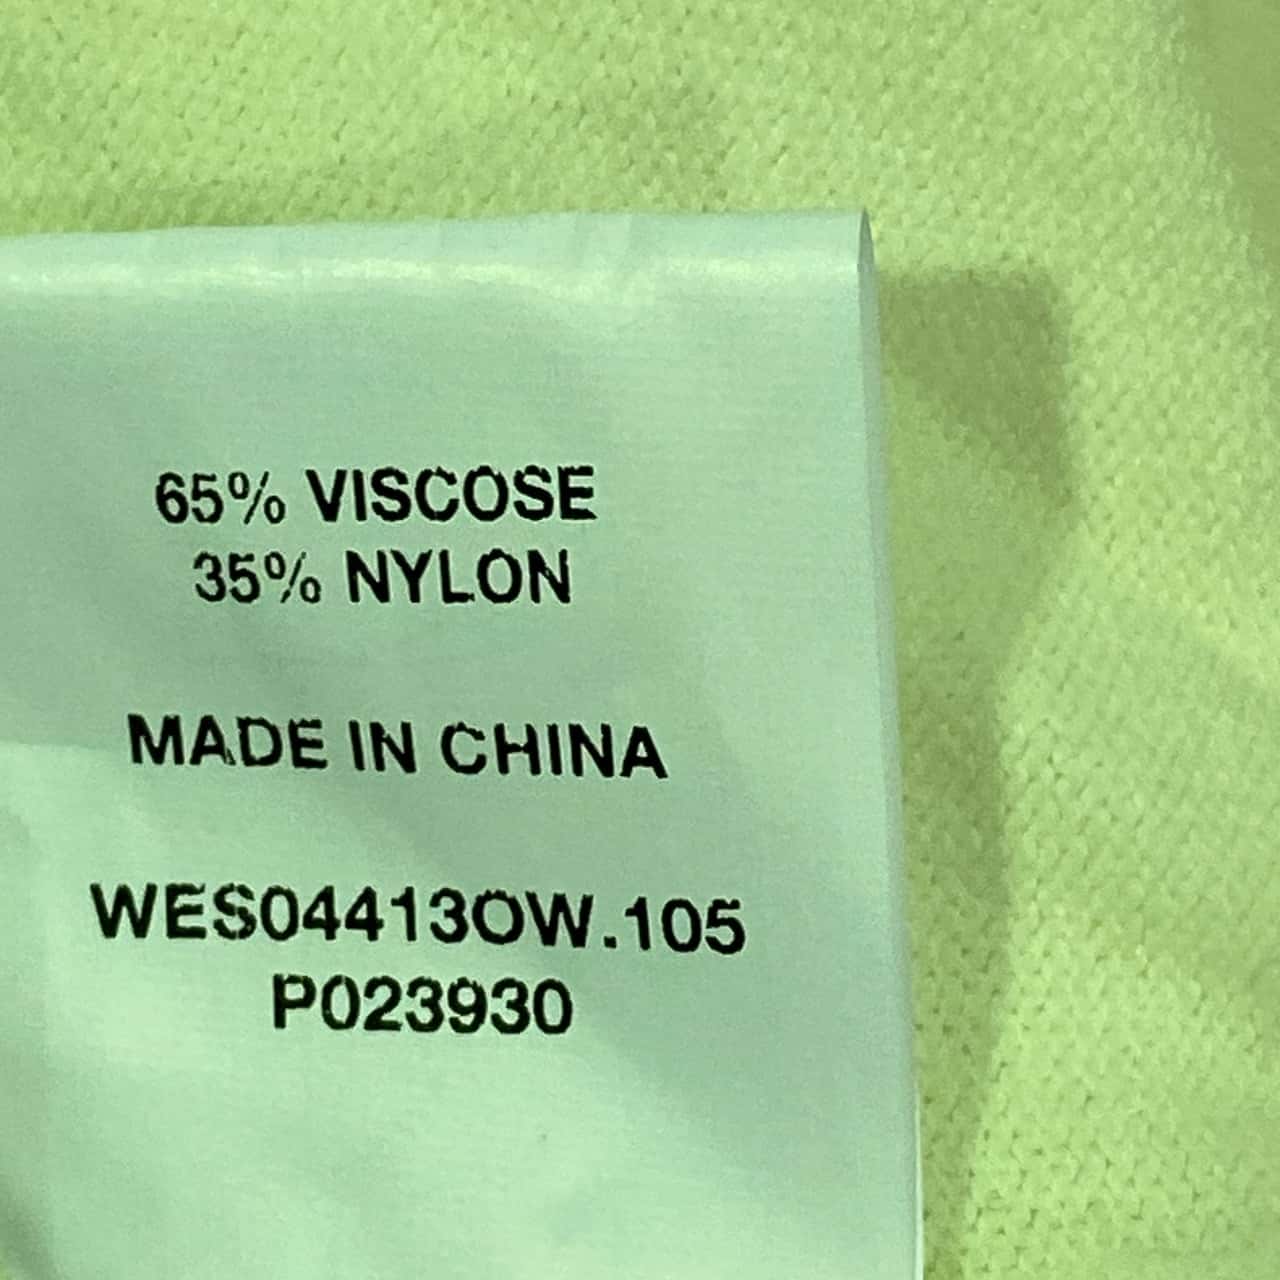 65% VISCOSE
35% NYLON
MADE IN CHINA
WES04413OW.105
P023930